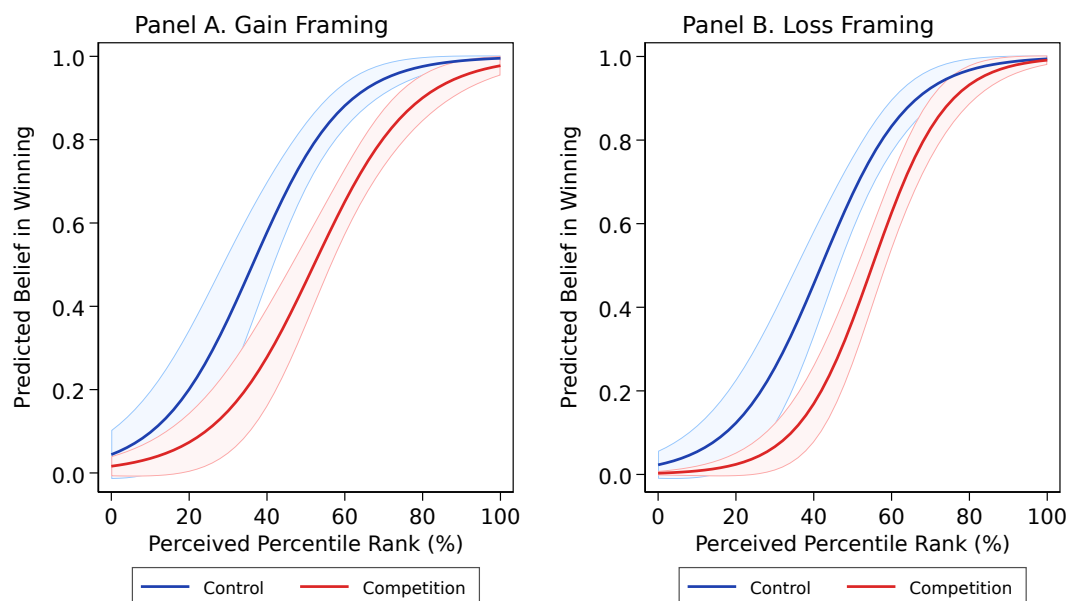 Panel A. Gain Framing
Predicted Belief in Winning
1.0
0.8
0.6
0.4
0.2
0.0
0 20 40 60 80 100
Perceived Percentile Rank (%)
Control Competition
Panel B. Loss Framing
Predicted Belief in Winning
1.0
0.8
0.6
0.4
0.2
0.0
0 20 40 60 80 100
Perceived Percentile Rank (%)
Control Competition